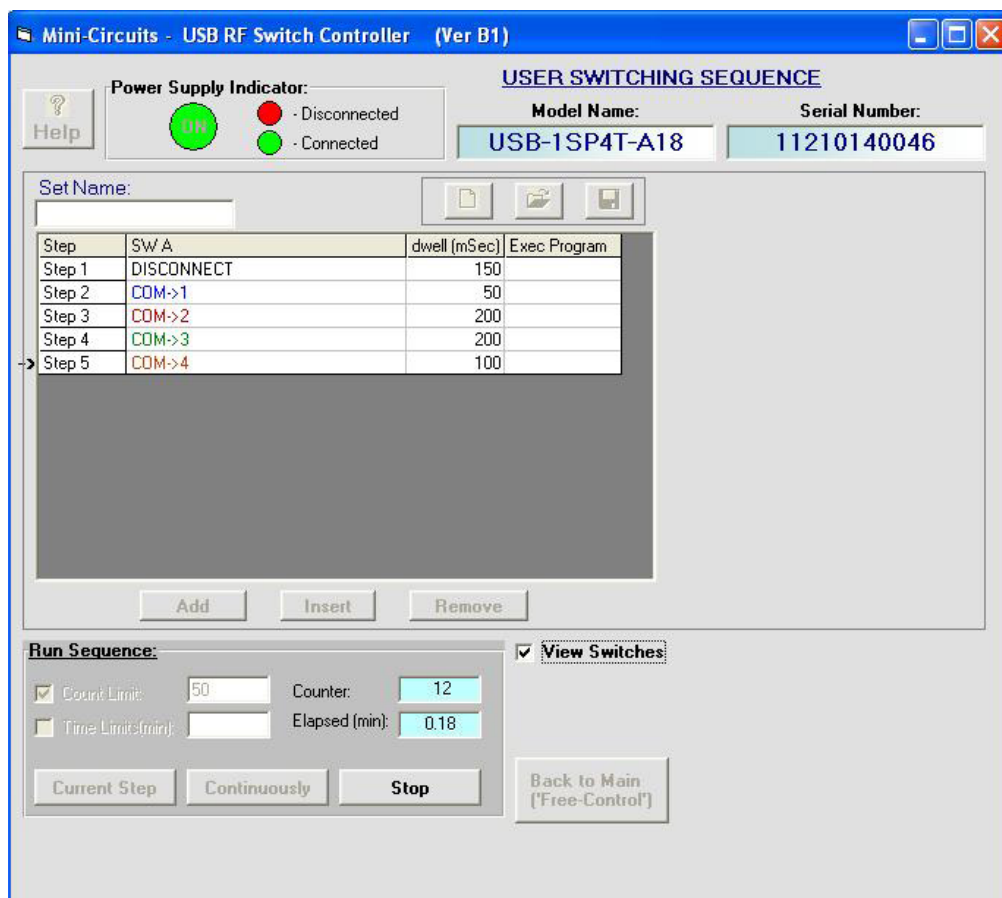 Mini-Circuits - USB RF Switch Controller (Ver B1)
USER SWITCHING SEQUENCE
Help
Power Supply Indicator:
ON
- Disconnected
- Connected
Model Name:
USB-1SP4T-A18
Serial Number:
11210140046
Set Name:
Step SW A dwell (mSec) Exec Program
Step 1 DISCONNECT 150
Step 2 COM->1 50
Step 3 COM->2 200
Step 4 COM->3 200
Step 5 COM->4 100
Add Insert Remove
Run Sequence:
View Switches
Count Limit: 50 Counter: 12
Time Limits(min): Elapsed (min): 0.18
Current Step Continuously Stop
Back to Main
('Free-Control')